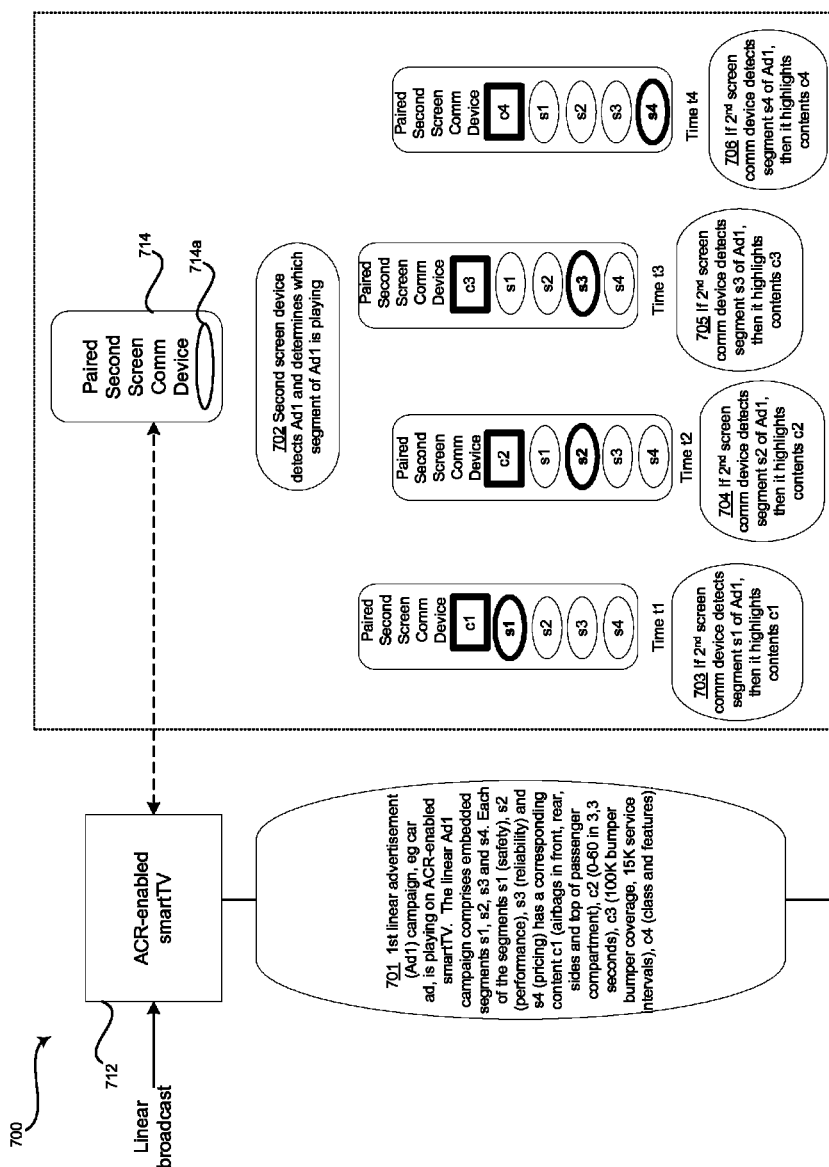 700
Linear
broadcast
712
ACR-enabled
smartTV
701 1st linear advertisement
(Ad1) campaign, eg car
ad, is playing on ACR-enabled
smartTV. The linear Ad1
campaign comprises embedded
segments s1, s2, s3 and s4. Each
of the segments s1 (safety), s2
(performance), s3 (reliability) and
s4 (pricing) has a corresponding
content c1 (airbags in front, rear,
sides and top of passenger
compartment), c2 (0-60 in 3,3
seconds), c3 (100K bumper
bumper coverage, 15K service
intervals), c4 (class and features)
Paired
Second
Screen
Comm
Device
714
714a
702 Second screen device
detects Ad1 and determines which
segment of Ad1 is playing
Paired
Second
Screen
Comm
Device
c1
s1
s2
s3
s4
Time t1
703 If 2nd screen
comm device detects
segment s1 of Ad1,
then it highlights
contents c1
Paired
Second
Screen
Comm
Device
c2
s1
s2
s3
s4
Time t2
704 If 2nd screen
comm device detects
segment s2 of Ad1,
then it highlights
contents c2
Paired
Second
Screen
Comm
Device
c3
s1
s2
s3
s4
Time t3
705 If 2nd screen
comm device detects
segment s3 of Ad1,
then it highlights
contents c3
Paired
Second
Screen
Comm
Device
c4
s1
s2
s3
s4
Time t4
706 If 2nd screen
comm device detects
segment s4 of Ad1,
then it highlights
contents c4